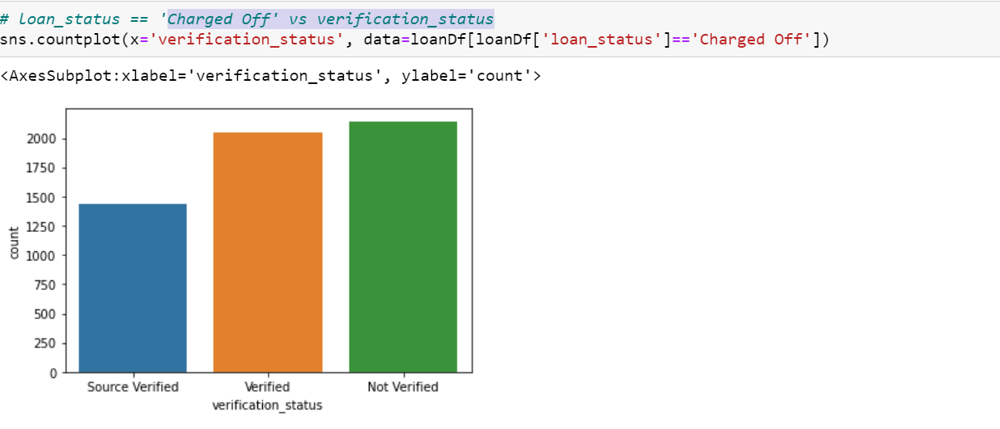 # loan_status == 'Charged Off' vs verification_status
sns.countplot(x='verification_status', data=loanDf[loanDf['loan_status']=='Charged Off'])
<AxesSubplot:xlabel='verification_status', ylabel='count'>
2000
1750
1500
1250
1000
750
500
250
0
count
Source Verified Verified Not Verified
verification_status